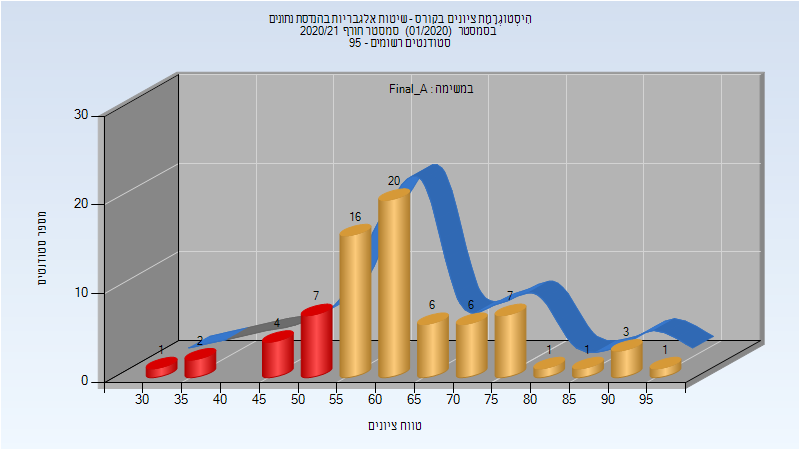 היסטוגרמת ציונים בקורס - שיטות אלגבריות בהנדסת נתונים
בסמסטר (01/2020) סמסטר חורף 2020/21
סטודנטים רשומים - 95
במשימה : Final_A
30
20
10
0
מספר סטודנטים
1 2 4 7 16 20 6 6 7 1 1 3 1
30 35 40 45 50 55 60 65 70 75 80 85 90 95
טווח ציונים